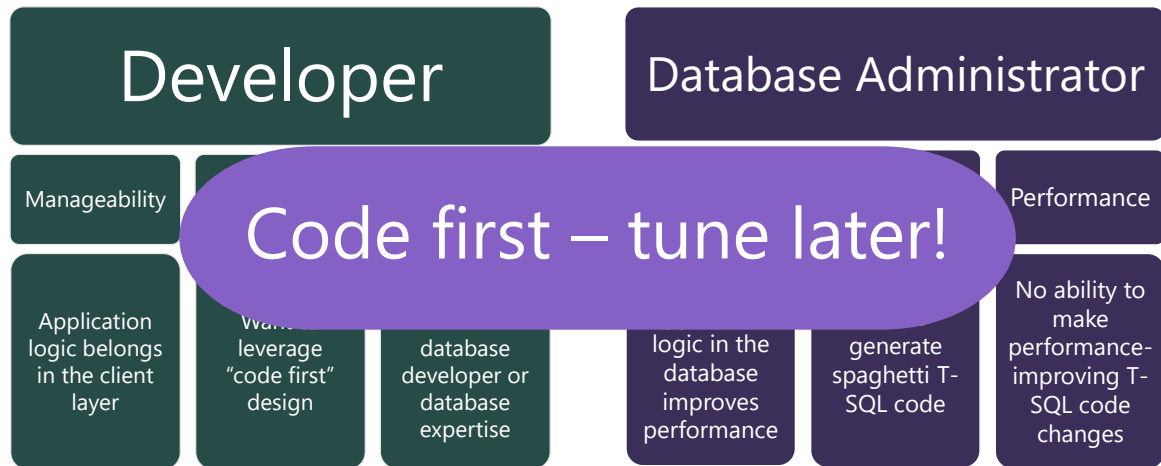 Developer
Database Administrator
Manageability
Performance
Code first – tune later!
Application
logic belongs
in the client
layer
leverage
“code first”
design
database
developer or
database
expertise
logic in the
database
improves
performance
generate
spaghetti T-
SQL code
No ability to
make
performance-
improving T-
SQL code
changes